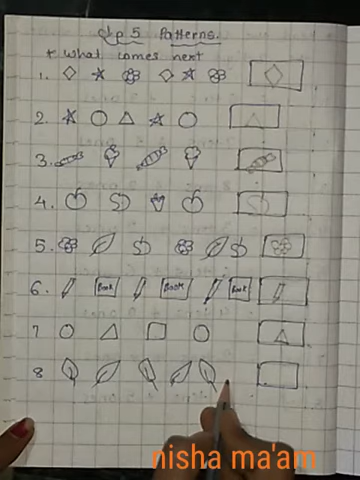 Lp 5 Patterns.
* What comes next
1.
2.
3.
4.
5.
6. Book Book Book
7
8
nisha ma'am